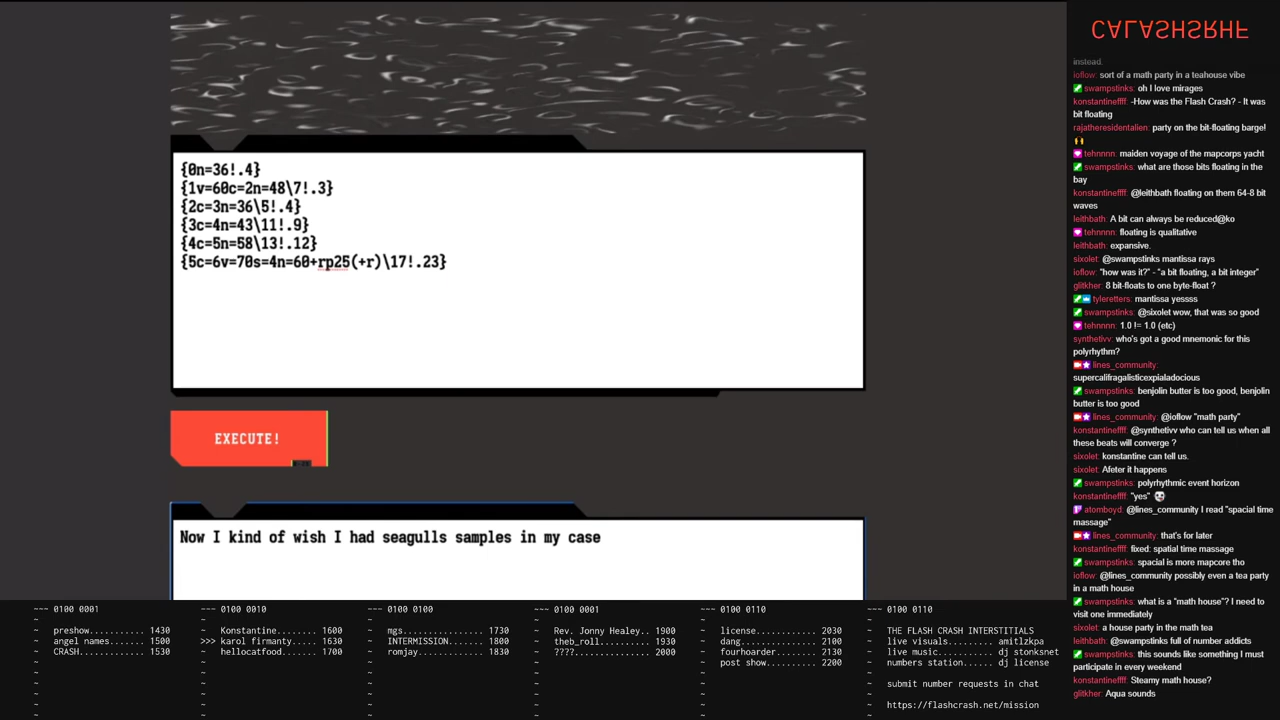 {0n=36!.4}
{1v=60c=2n=48\7!.3}
{2c=3n=36\5!.4}
{3c=4n=43\11!.9}
{4c=5n=58\13!.12}
{5c=6v=70s=4n=60+rp25(+r)\17!.23}
EXECUTE!
Now I kind of wish I had seagulls samples in my case
CALASHSRHF
instead.
ioflow: sort of a math party in a teahouse vibe
swampstinks: oh I love mirages
konstantineffff: -How was the Flash Crash? - It was
bit floating
rajatheresidentalien: party on the bit-floating barge!
tehnnnn: maiden voyage of the mapcorps yacht
swampstinks: what are those bits floating in the
bay
konstantineffff: @leithbath floating on them 64-8 bit
waves
leithbath: A bit can always be reduced@ko
tehnnnn: floating is qualitative
leithbath: expansive.
sixolet: @swampstinks mantissa rays
ioflow: "how was it?" - "a bit floating, a bit integer"
glitkher: 8 bit-floats to one byte-float ?
tyleretters: mantissa yessss
swampstinks: @sixolet wow, that was so good
tehnnnn: 1.0 != 1.0 (etc)
synthetivv: who's got a good mnemonic for this
polyrhythm?
lines_community:
supercalifragalisticexpialadocious
swampstinks: benjolin butter is too good, benjolin
butter is too good
lines_community: @ioflow "math party"
konstantineffff: @synthetivv who can tell us when all
these beats will converge ?
sixolet: konstantine can tell us.
sixolet: Afeter it happens
swampstinks: polyrhythmic event horizon
konstantineffff: "yes"
atomboyd: @lines_community I read "spacial time
massage"
lines_community: that's for later
konstantineffff: fixed: spatial time massage
swampstinks: spacial is more mapcore tho
ioflow: @lines_community possibly even a tea party
in a math house
swampstinks: what is a "math house"? I need to
visit one immediately
sixolet: a house party in the math tea
leithbath: @swampstinks full of number addicts
swampstinks: this sounds like something I must
participate in every weekend
konstantineffff: Steamy math house?
glitkher: Aqua sounds
~~~ 0100 0001
~
~ preshow........... 1430
~ angel names....... 1500
~ CRASH............. 1530
~
~
~
~
~
~~~ 0100 0010
~
~ Konstantine........ 1600
~ >>> karol firmanty..... 1630
~ hellocatfood....... 1700
~
~
~
~
~
~~~ 0100 0100
~
~ mgs................ 1730
~ INTERMISSION....... 1800
~ romjay............. 1830
~
~
~
~
~
~~~ 0100 0001
~
~ Rev. Jonny Healey.. 1900
~ theb_roll.......... 1930
~ ????............... 2000
~
~
~
~
~
~~~ 0100 0110
~
~ license............ 2030
~ dang............... 2100
~ fourhoarder........ 2130
~ post show.......... 2200
~
~
~
~
~~~ 0100 0110
~
~ THE FLASH CRASH INTERSTITIALS
~ live visuals....... amitlzkpa
~ live music...... dj stonksnet
~ numbers station... dj license
~
~ submit number requests in chat
~
~ https://flashcrash.net/mission